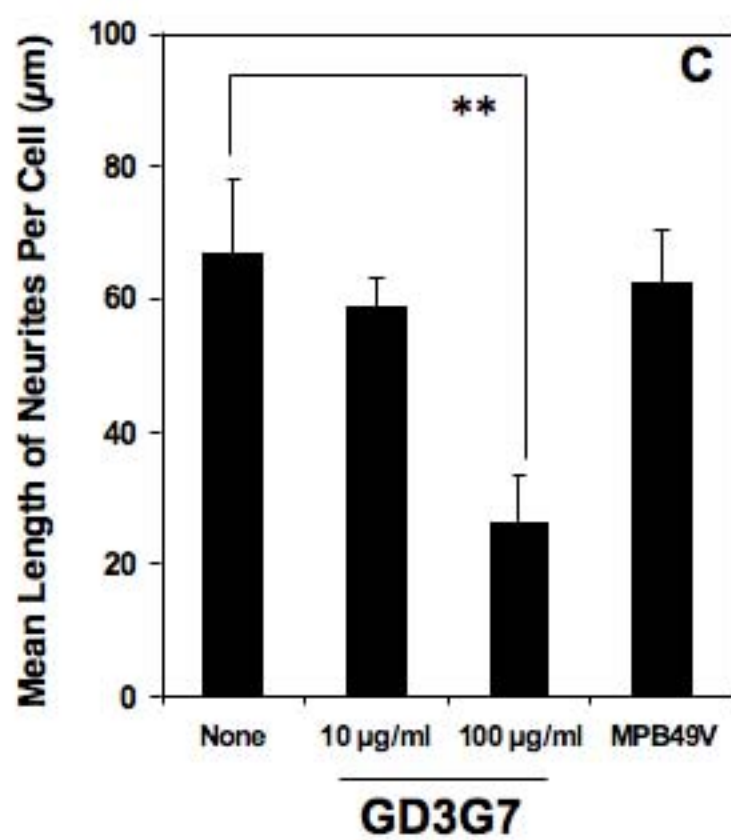 Mean Length of Neurites Per Cell (µm)
100
80
60
40
20
0
C
**
None 10 µg/ml 100 µg/ml MPB49V
GD3G7